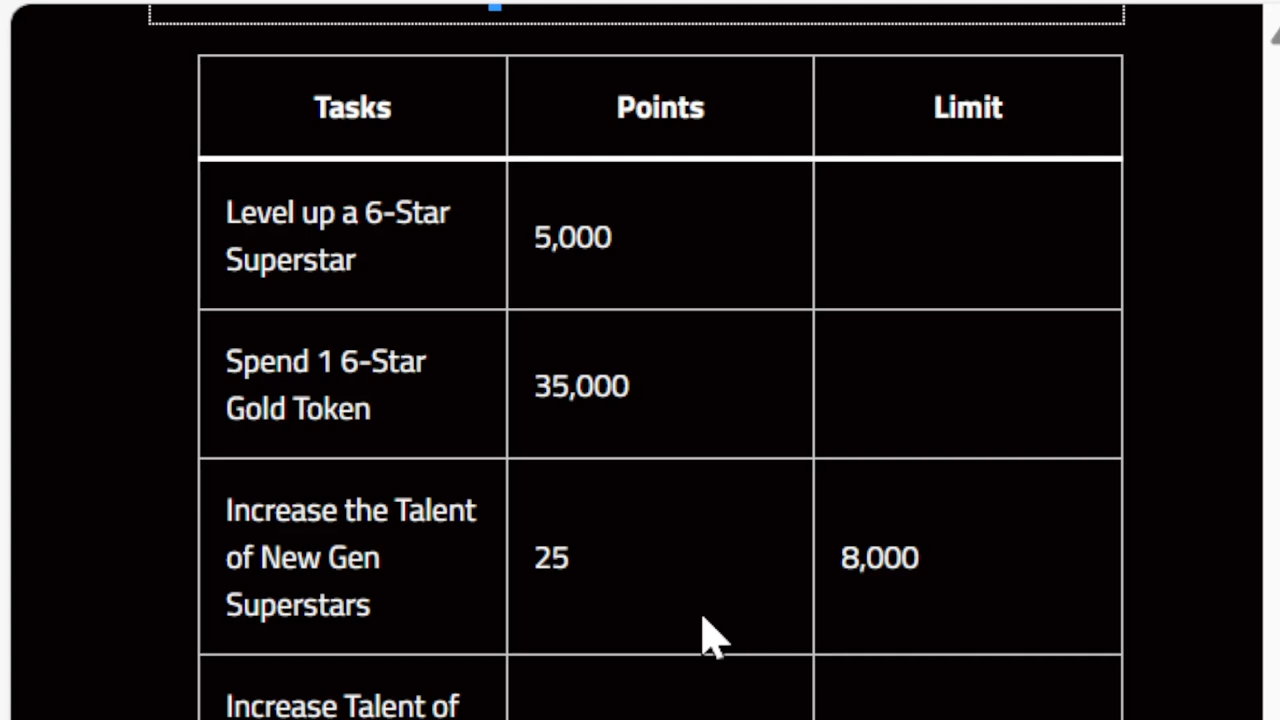 Tasks Points Limit
Level up a 6-Star
Superstar
5,000
Spend 1 6-Star
Gold Token
35,000
Increase the Talent
of New Gen
Superstars
25
8,000
Increase Talent of